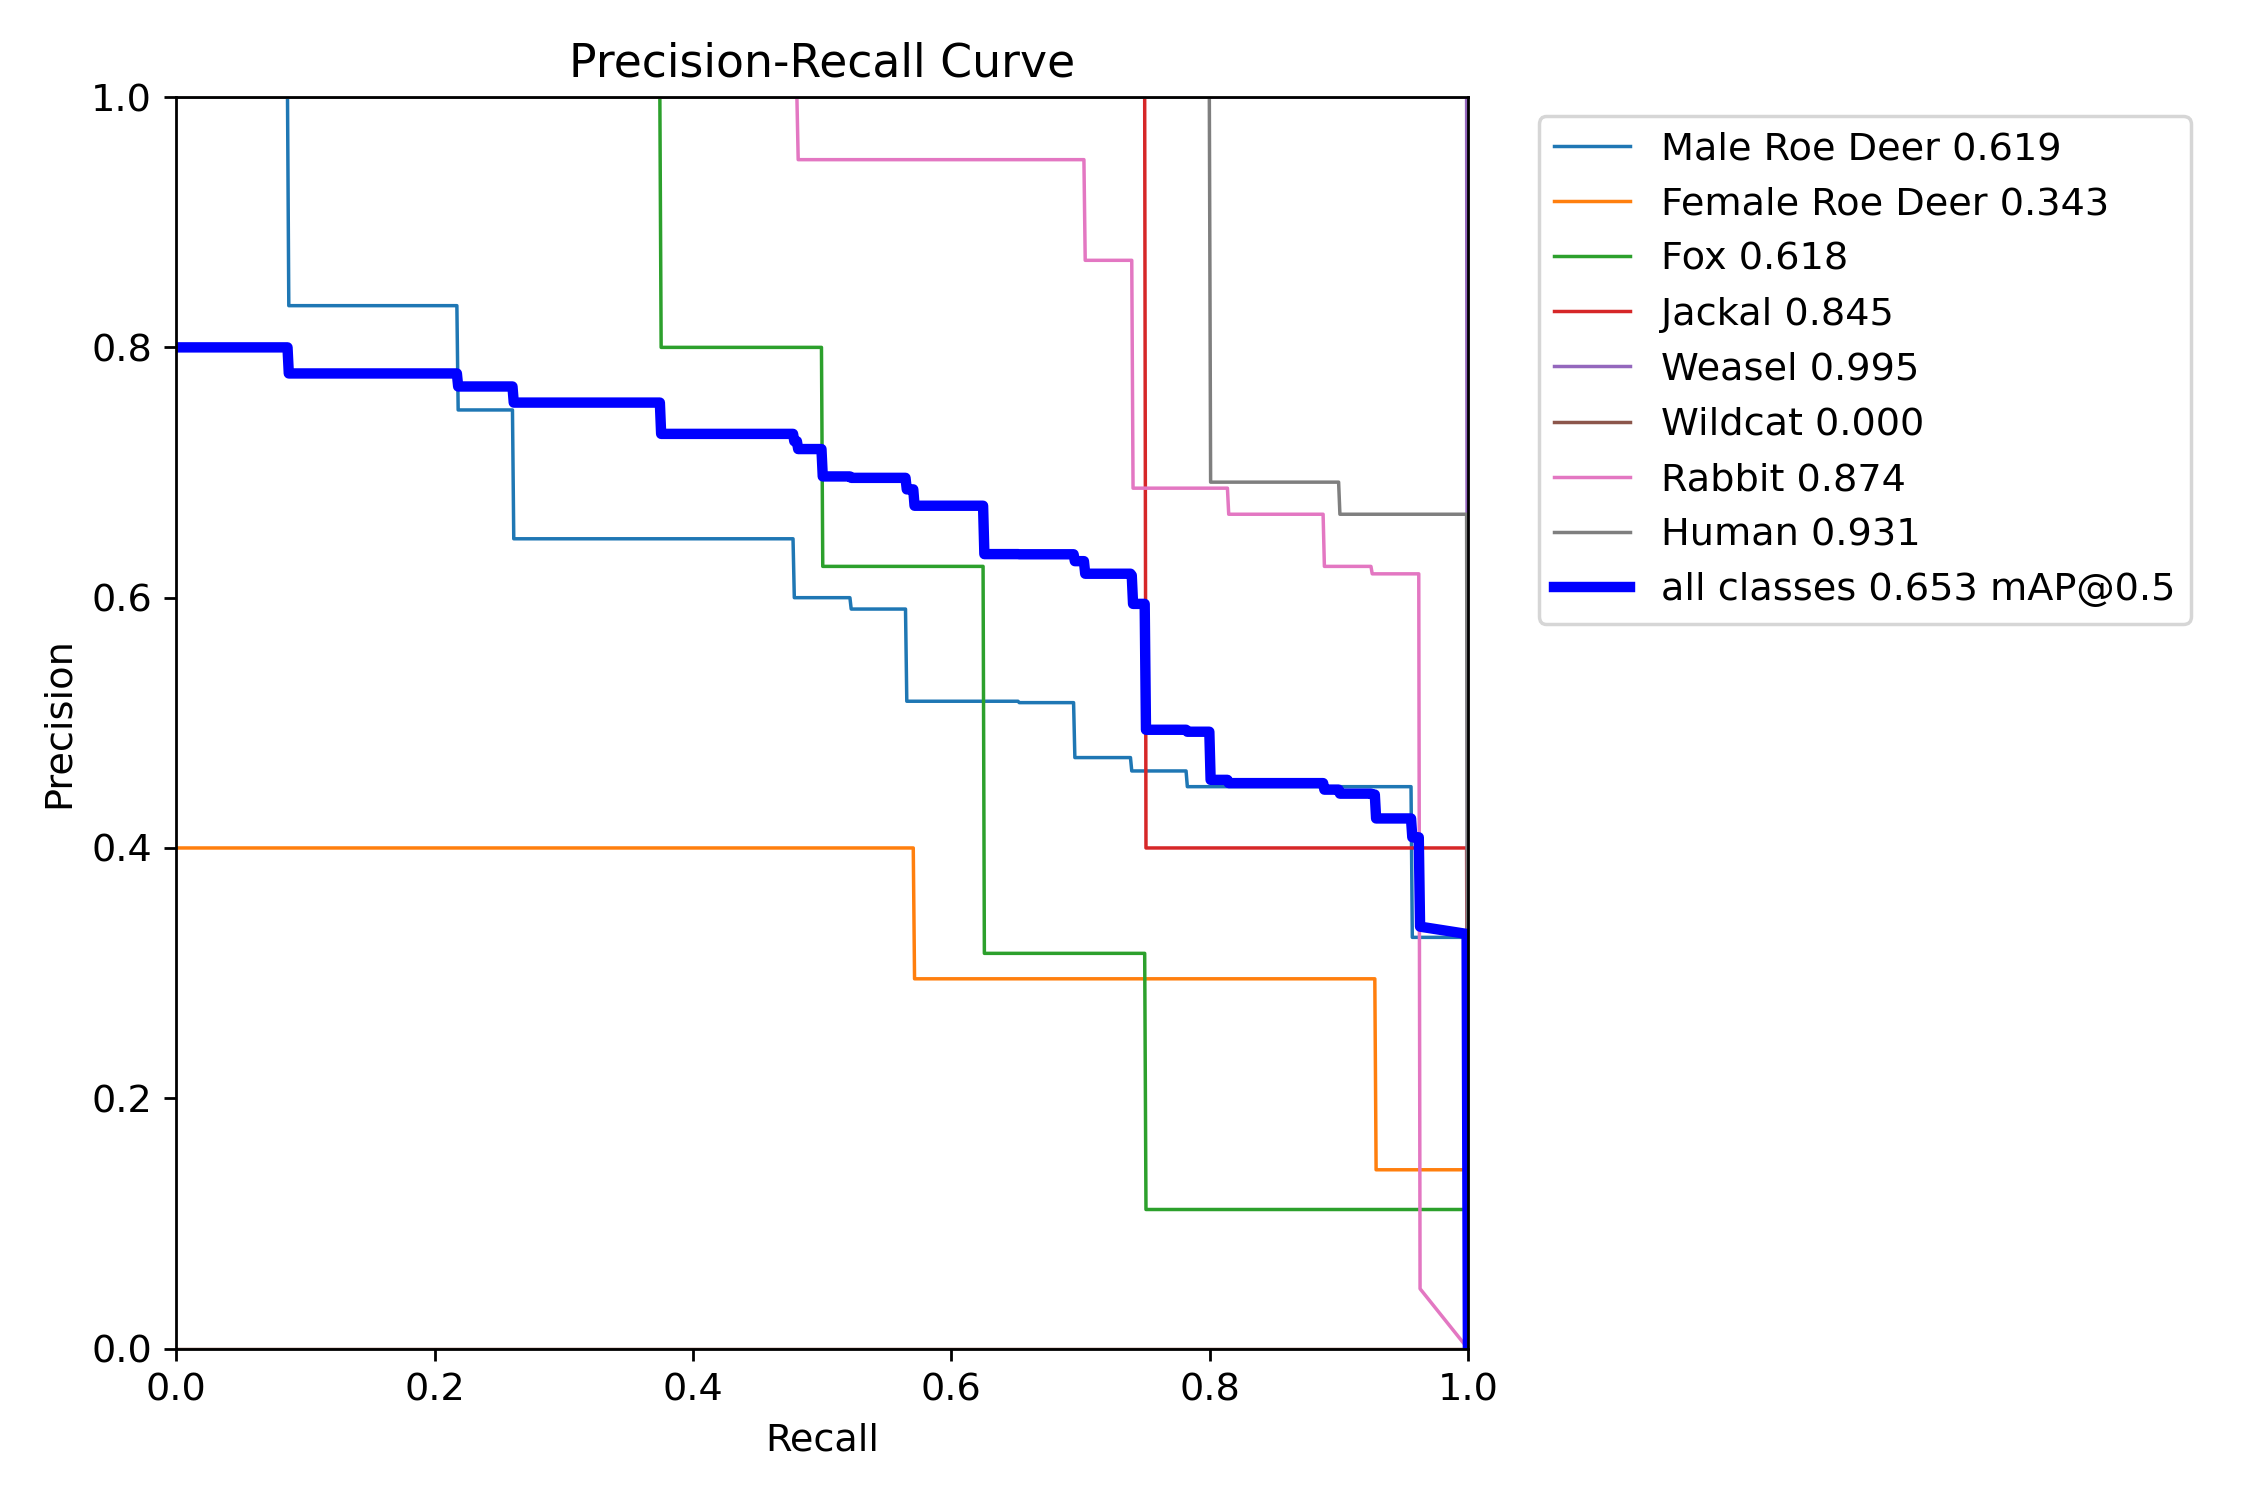 Precision-Recall Curve
1.0
0.8
0.6
0.4
0.2
0.0
Precision
0.0 0.2 0.4 0.6 0.8 1.0
Recall
Male Roe Deer 0.619
Female Roe Deer 0.343
Fox 0.618
Jackal 0.845
Weasel 0.995
Wildcat 0.000
Rabbit 0.874
Human 0.931
all classes 0.653 mAP@0.5